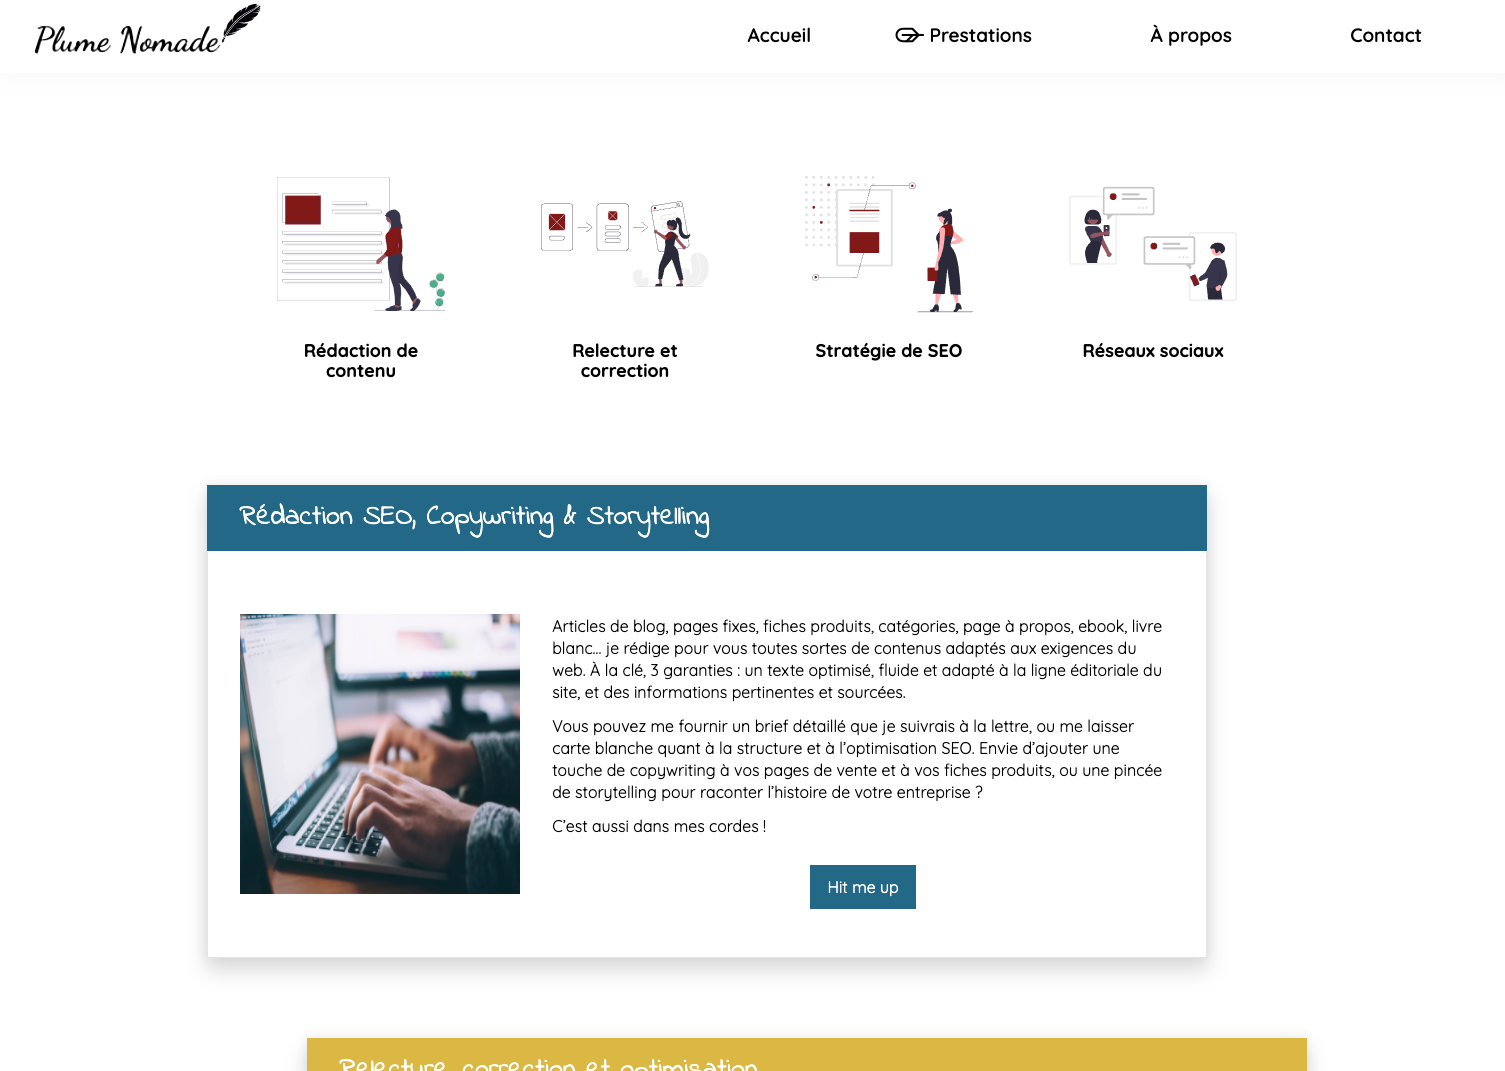 Plume Nomade
Accueil
Prestations
À propos
Contact
Rédaction de
contenu
Relecture et
correction
Stratégie de SEO
Réseaux sociaux
Rédaction SEO, Copywriting & Storytelling
Articles de blog, pages fixes, fiches produits, catégories, page à propos, ebook, livre
blanc… je rédige pour vous toutes sortes de contenus adaptés aux exigences du
web. À la clé, 3 garanties : un texte optimisé, fluide et adapté à la ligne éditoriale du
site, et des informations pertinentes et sourcées.
Vous pouvez me fournir un brief détaillé que je suivrais à la lettre, ou me laisser
carte blanche quant à la structure et à l’optimisation SEO. Envie d’ajouter une
touche de copywriting à vos pages de vente et à vos fiches produits, ou une pincée
de storytelling pour raconter l’histoire de votre entreprise ?
C’est aussi dans mes cordes !
Hit me up
Relecture, correction et optimisation